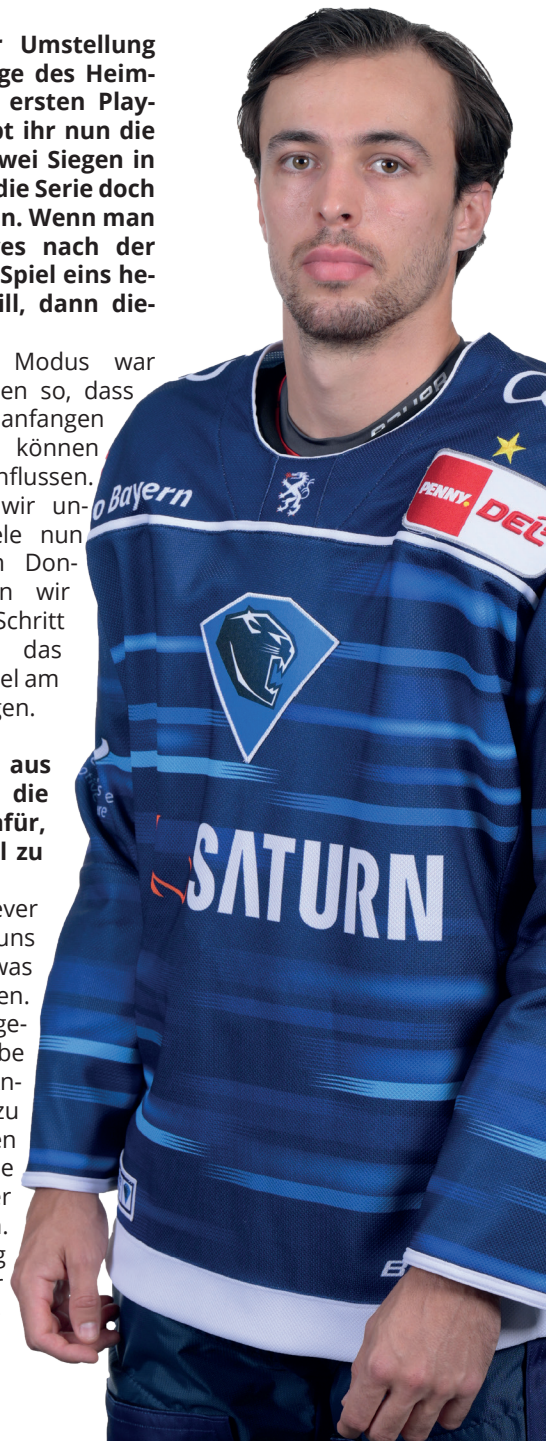 r Umstellung
ge des Heim-
ersten Play-
t ihr nun die
wei Siegen in
die Serie doch
n. Wenn man
es nach der
Spiel eins he-
ill, dann die-
Modus war
en so, dass
anfangen
können
nflussen.
wir un-
ele nun
n Don-
n wir
Schritt
das
el am
gen.
aus
die
afür,
l zu
ever
uns
was
en.
ge-
be
n-
zu
en
e
er
n.
g
r
o Bayern
PENNY.
DEL
SATURN